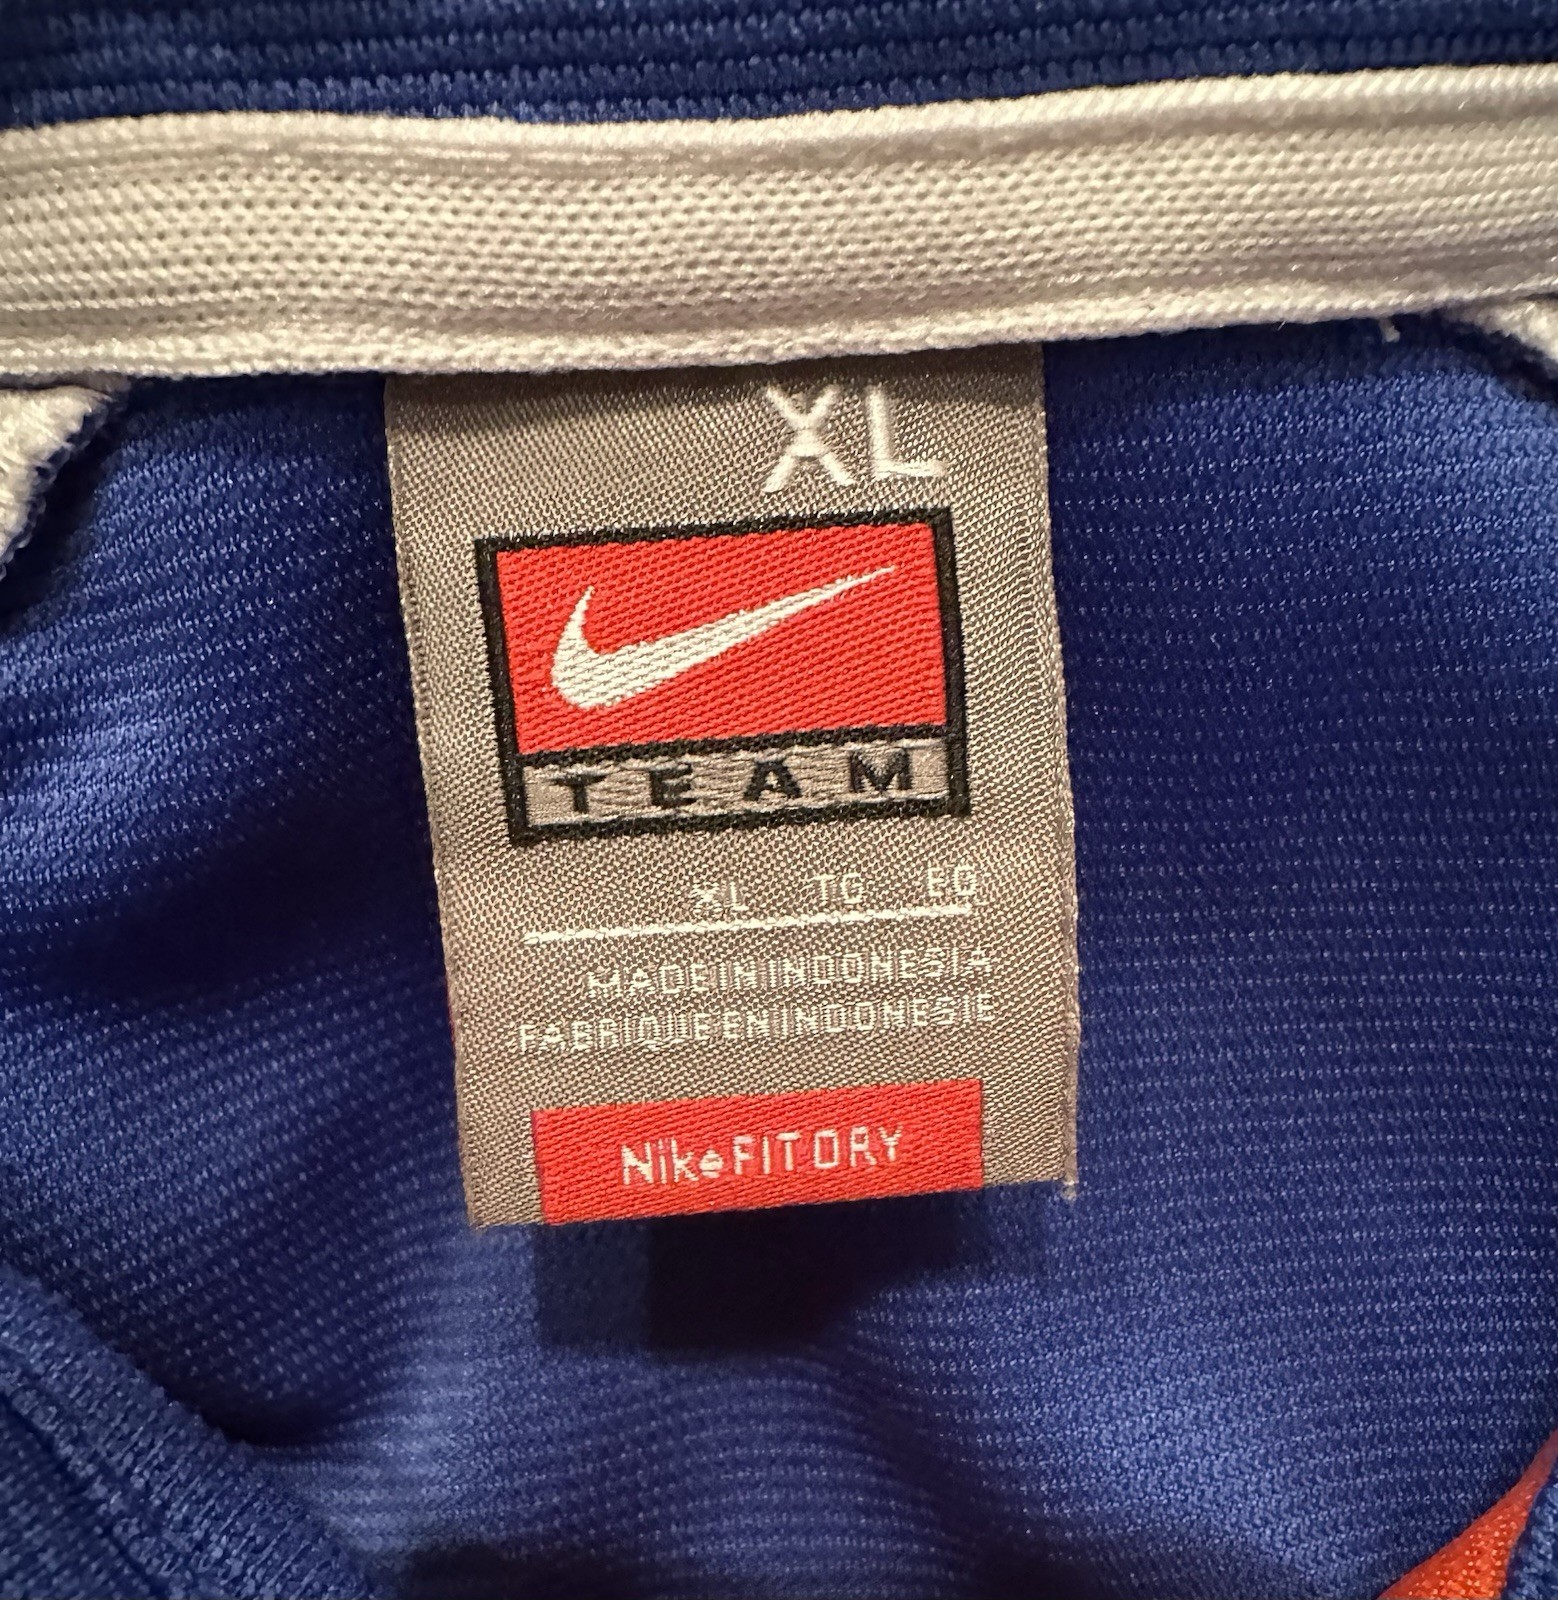 XL
TEAM
XL TG EG
MADE IN INDONESIA
FABRIQUE EN INDONESIE
Nike FIT DRY